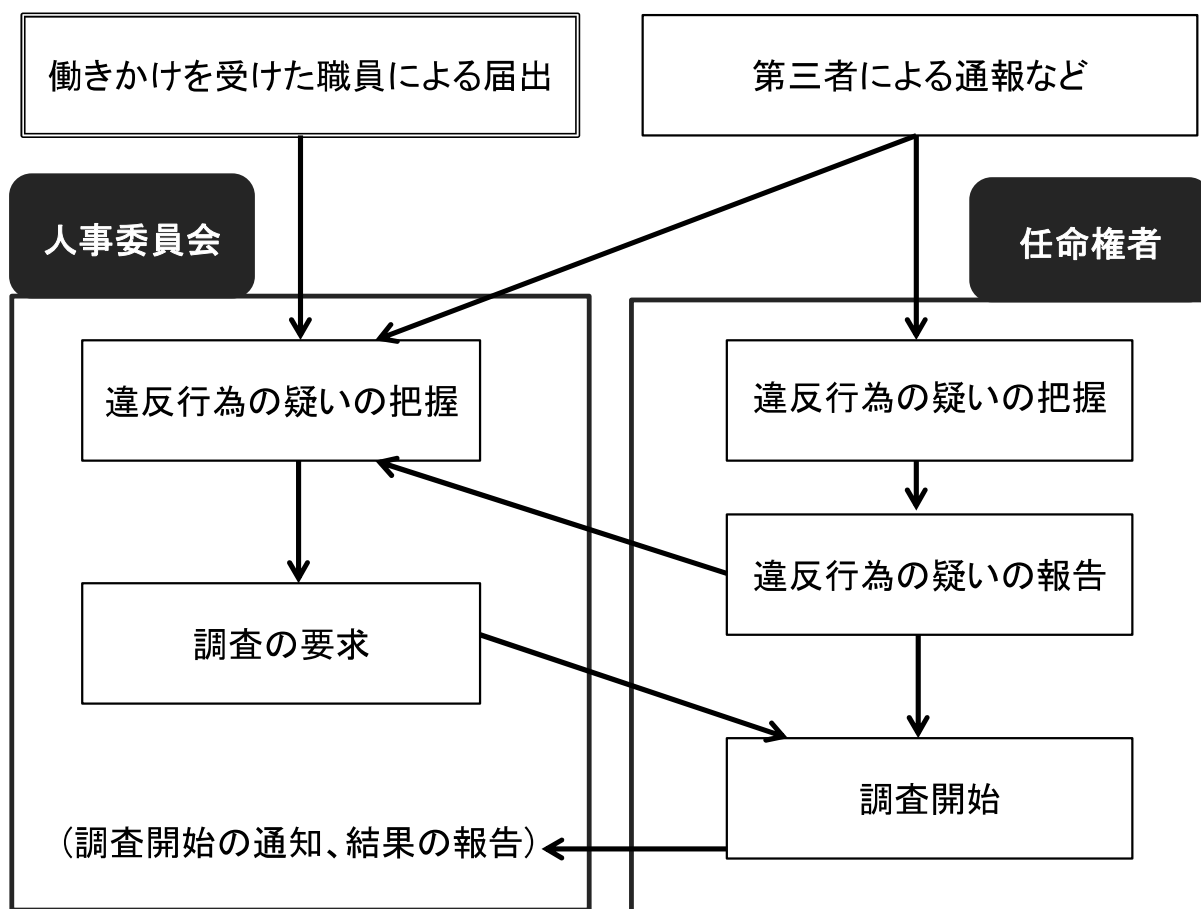 働きかけを受けた職員による届出
第三者による通報など
人事委員会
任命権者
違反行為の疑いの把握
違反行為の疑いの把握
違反行為の疑いの報告
調査の要求
調査開始
（調査開始の通知、結果の報告）